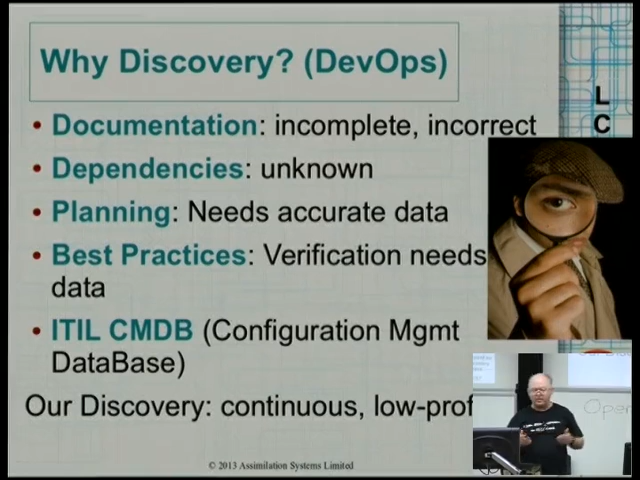 Why Discovery? (DevOps)
L
C
• Documentation: incomplete, incorrect
• Dependencies: unknown
• Planning: Needs accurate data
• Best Practices: Verification needs
data
• ITIL CMDB (Configuration Mgmt
DataBase)
Our Discovery: continuous, low-prof
Open
© 2013 Assimilation Systems Limited